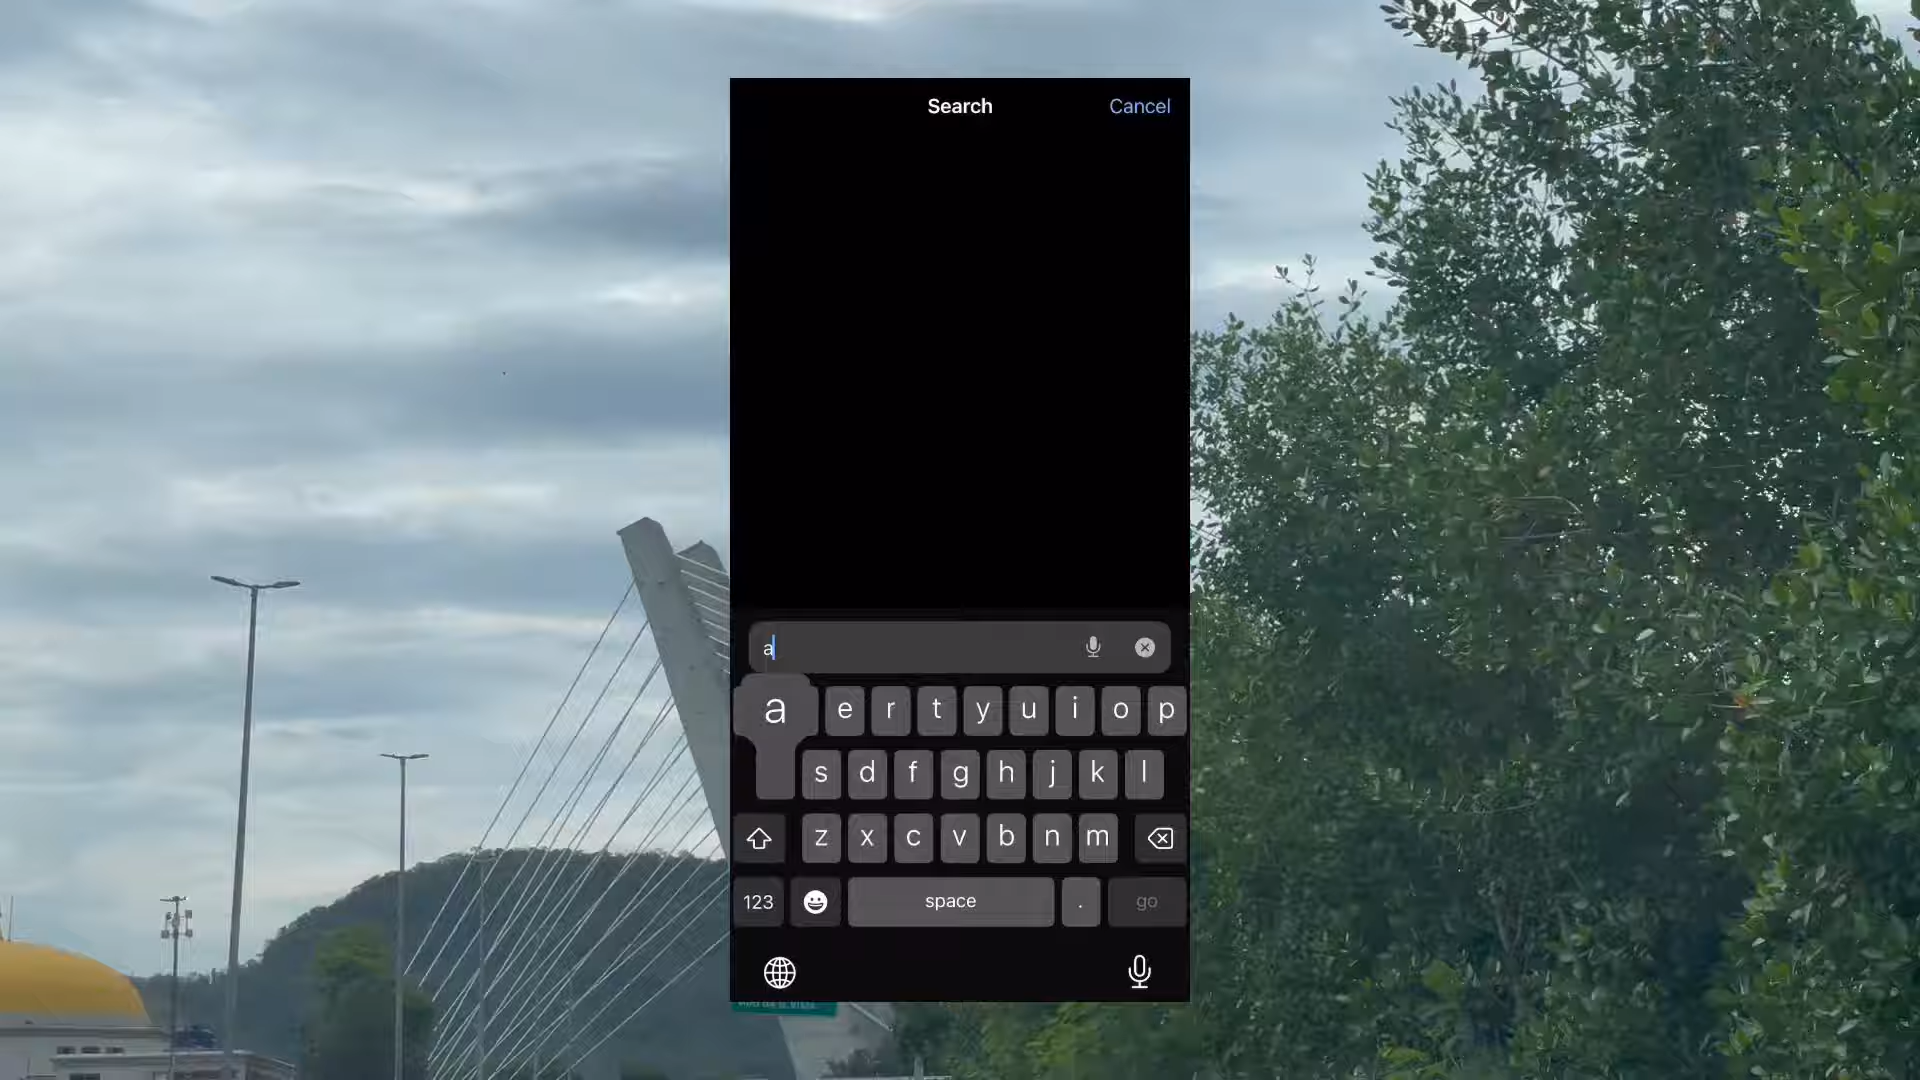 Search
Cancel
a
a e r t y u i o p
s d f g h j k l
z x c v b n m
123 space . go